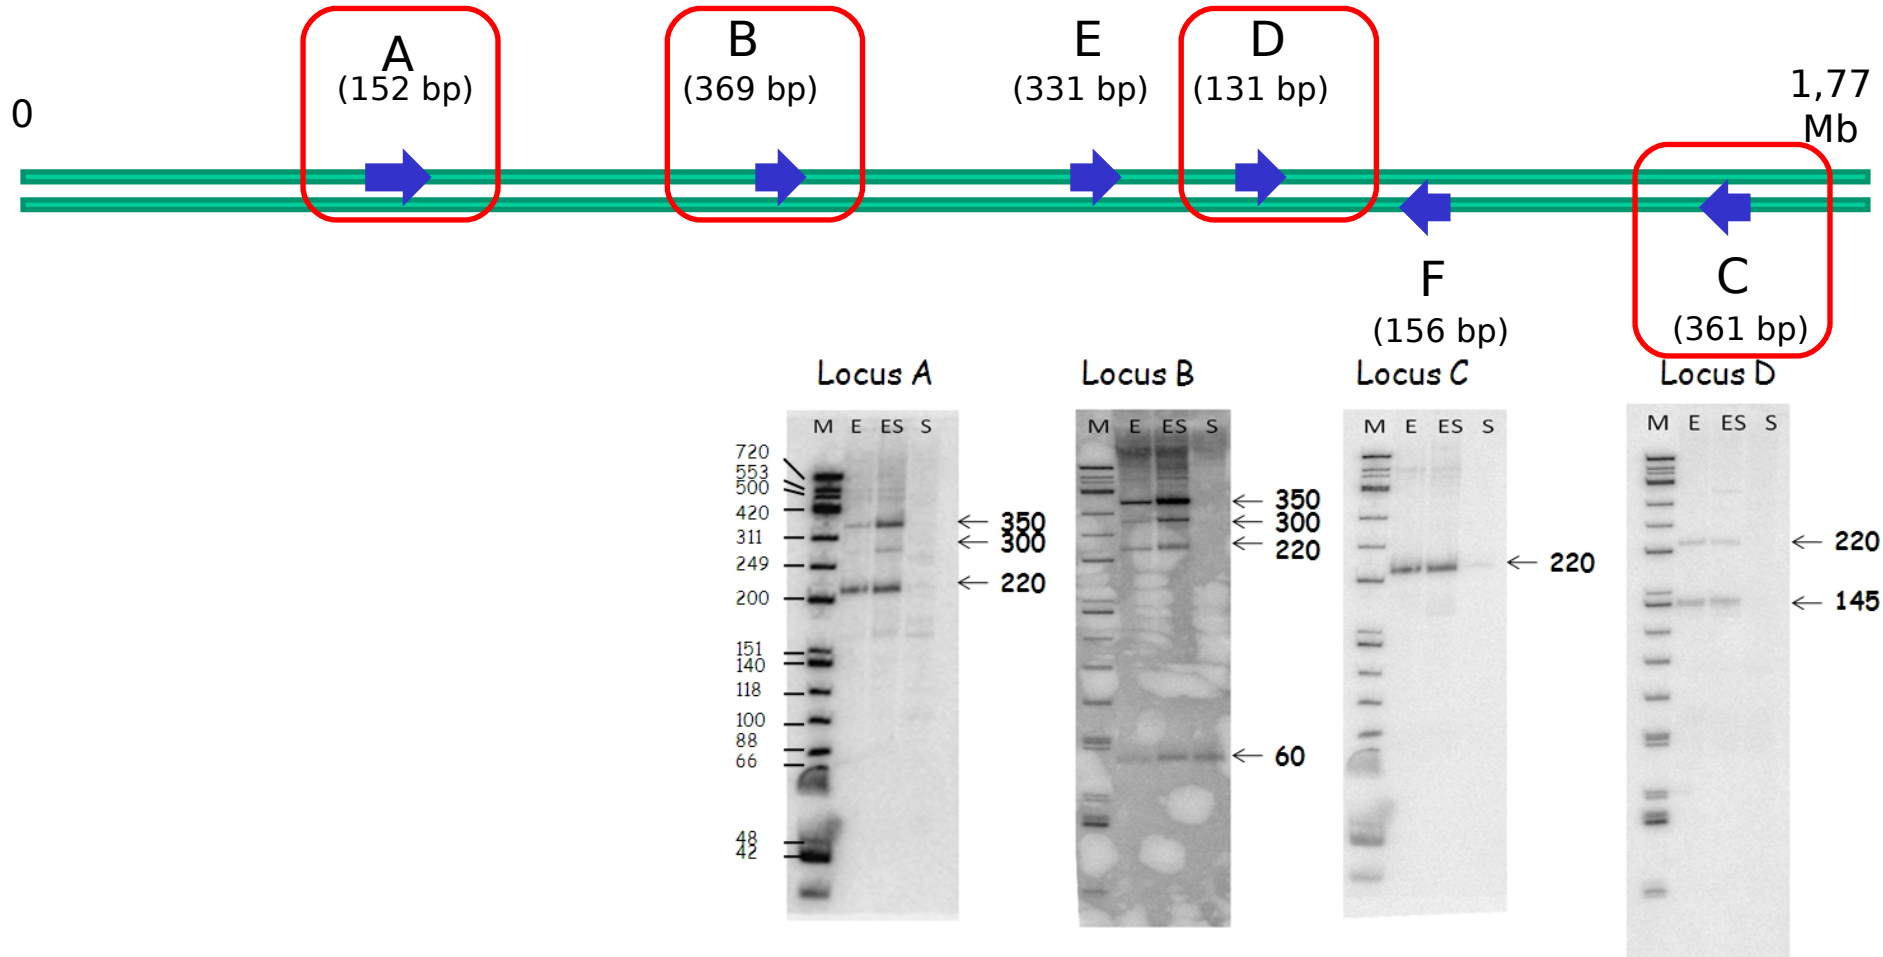 0
A
(152 bp)
B
(369 bp)
E
(331 bp)
D
(131 bp)
1,77
Mb
F
(156 bp)
C
(361 bp)
Locus A
M E ES S
720
553
500
420
311
249
200
151
140
118
100
88
66
48
42
350
300
220
Locus B
M E ES S
350
300
220
60
Locus C
M E ES S
220
Locus D
M E ES S
220
145